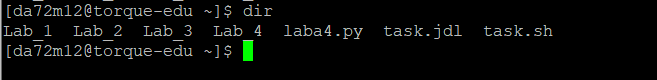 [da72m12@torque-edu ~]$ dir
Lab_1  Lab_2  Lab_3  Lab_4  laba4.py  task.jdl  task.sh
[da72m12@torque-edu ~]$